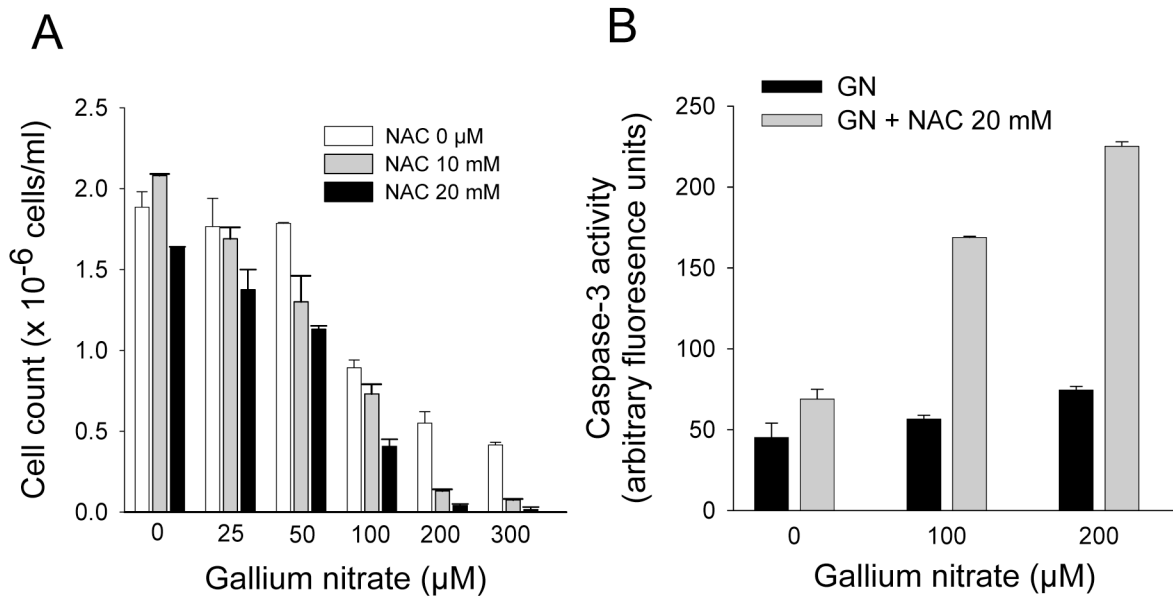 A
Cell count (x 10-6 cells/ml)
2.5
2.0
1.5
1.0
0.5
0.0
NAC 0 µM
NAC 10 mM
NAC 20 mM
0 25 50 100 200 300
Gallium nitrate (µM)
B
Caspase-3 activity
(arbitrary fluorescence units)
250
200
150
100
50
0
GN
GN + NAC 20 mM
0 100 200
Gallium nitrate (µM)